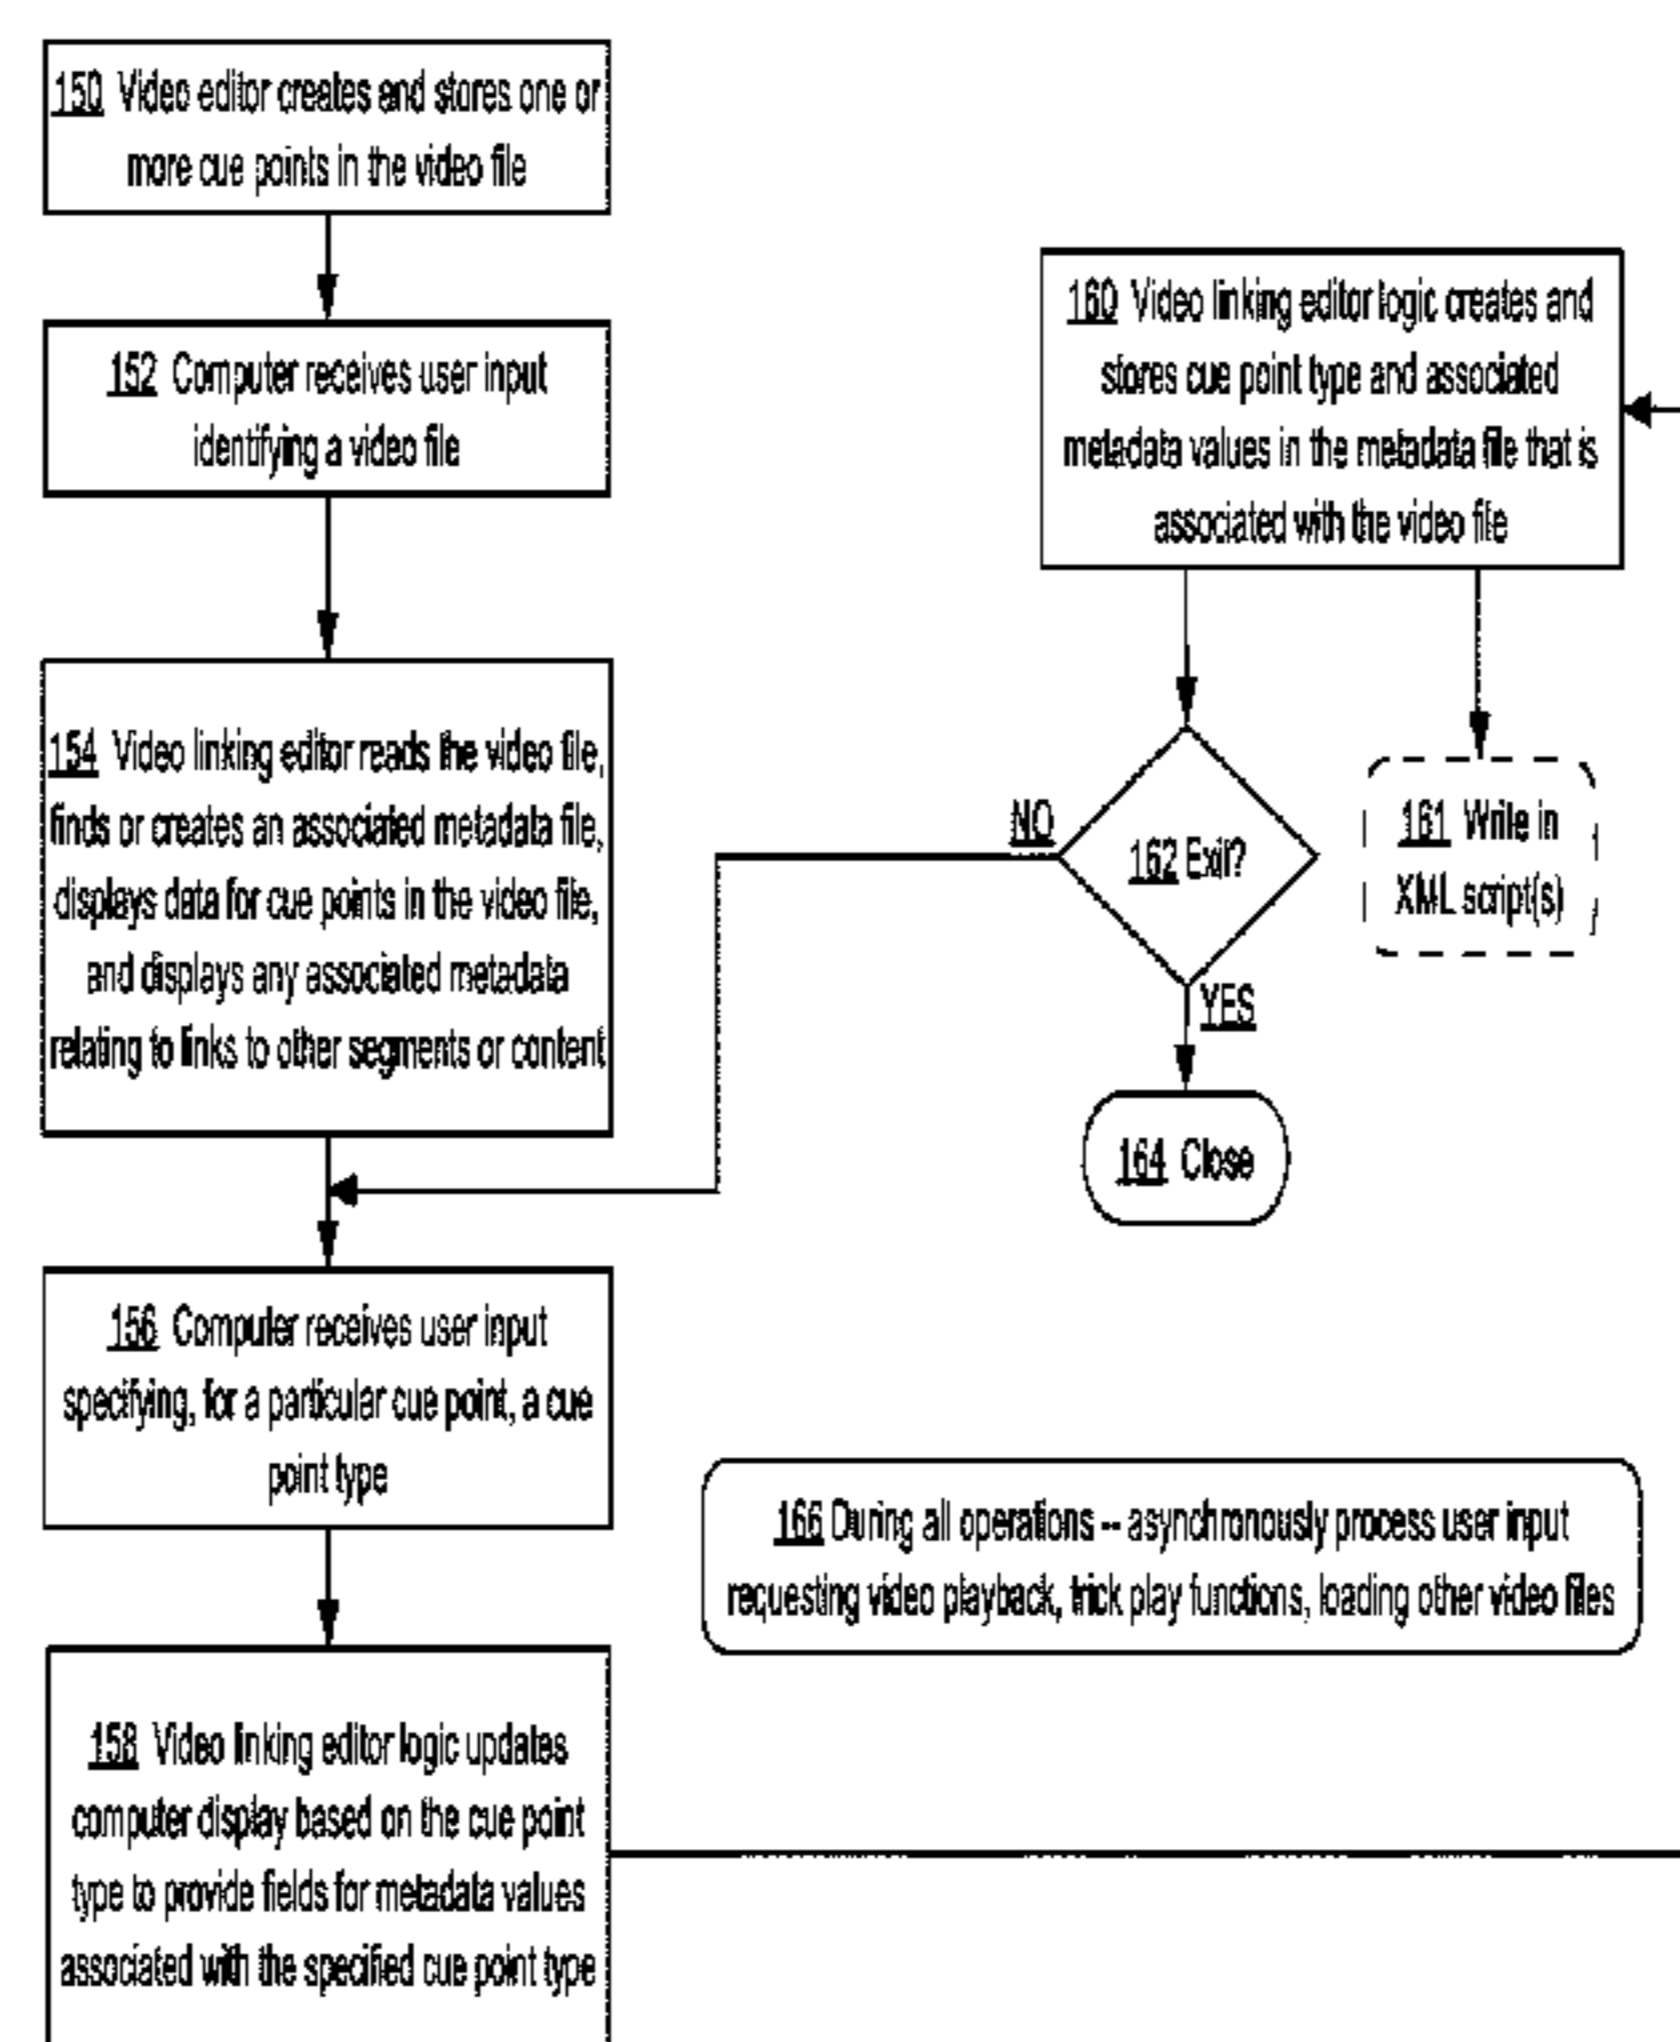 150 Video editor creates and stores one or
more cue points in the video file
152 Computer receives user input
identifying a video file
154 Video linking editor reads the video file,
finds or creates an associated metadata file,
displays data for cue points in the video file,
and displays any associated metadata
relating to links to other segments or content
156 Computer receives user input
specifying, for a particular cue point, a cue
point type
158 Video linking editor logic updates
computer display based on the cue point
type to provide fields for metadata values
associated with the specified cue point type
160 Video linking editor logic creates and
stores cue point type and associated
metadata values in the metadata file that is
associated with the video file
NO
162 Exit?
161 Write in
XML script(s)
YES
164 Close
166 During all operations -- asynchronously process user input
requesting video playback, trick play functions, loading other video files